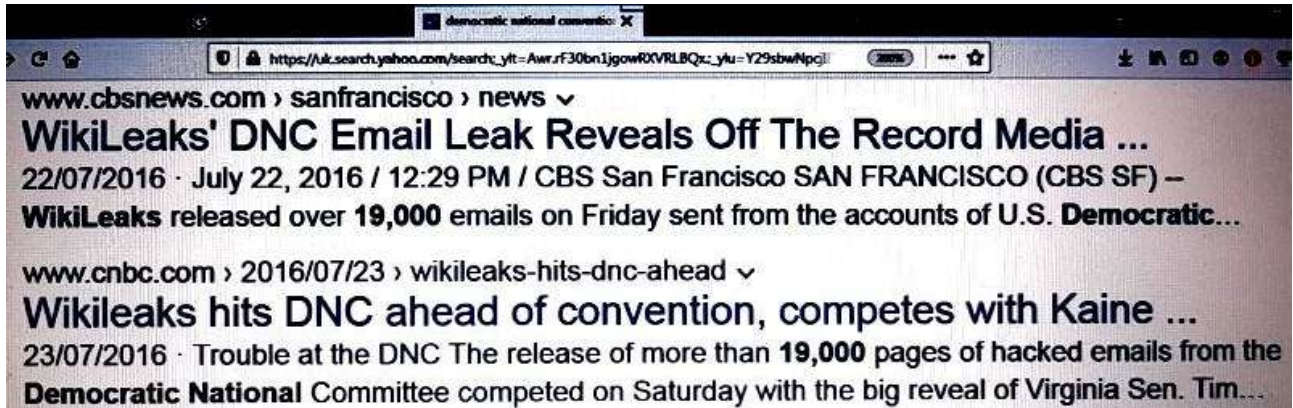 democratic national convention
https://uk.search.yahoo.com/search;_ylt=
www.cbsnews.com › sanfrancisco › news
WikiLeaks' DNC Email Leak Reveals Off The Record Media ...
22/07/2016 · July 22, 2016 / 12:29 PM / CBS San Francisco SAN FRANCISCO (CBS SF) –
WikiLeaks released over 19,000 emails on Friday sent from the accounts of U.S. Democratic...
www.cnbc.com › 2016/07/23 › wikileaks-hits-dnc-ahead
Wikileaks hits DNC ahead of convention, competes with Kaine ...
23/07/2016 · Trouble at the DNC The release of more than 19,000 pages of hacked emails from the
Democratic National Committee competed on Saturday with the big reveal of Virginia Sen. Tim...